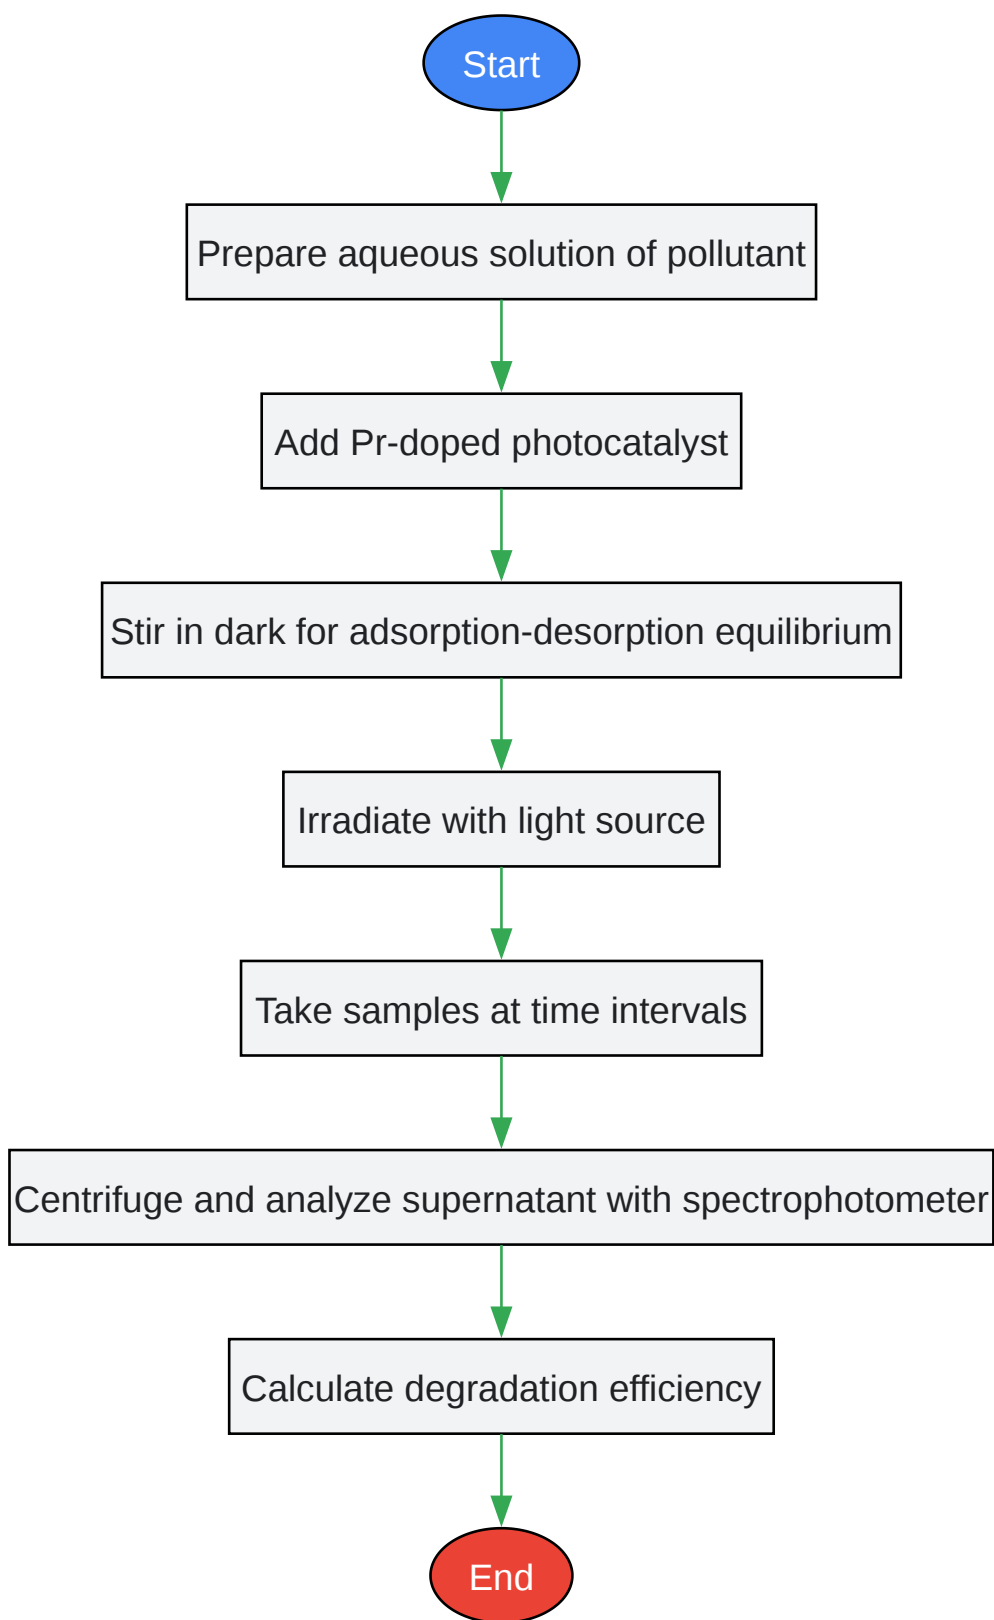 Start
Prepare aqueous solution of pollutant
Add Pr-doped photocatalyst
Stir in dark for adsorption-desorption equilibrium
Irradiate with light source
Take samples at time intervals
Centrifuge and analyze supernatant with spectrophotometer
Calculate degradation efficiency
End